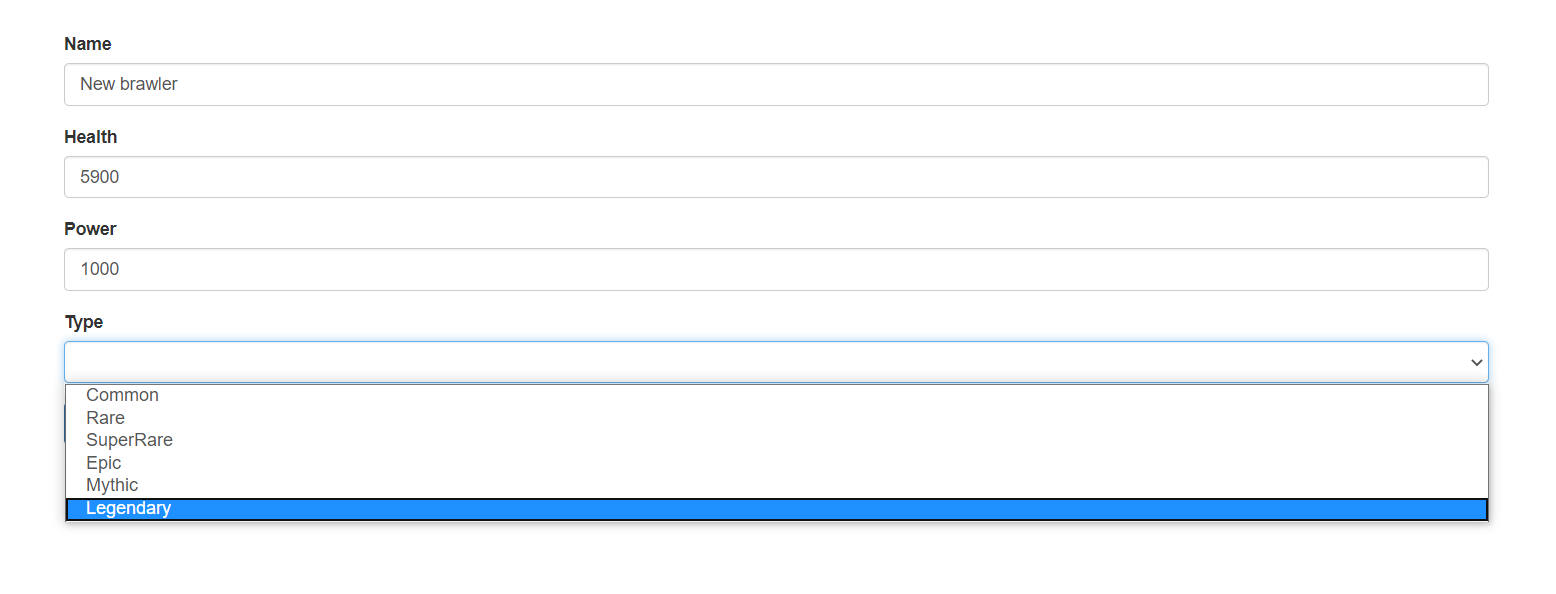 Name
New brawler
Health
5900
Power
1000
Type
Common
Rare
SuperRare
Epic
Mythic
Legendary